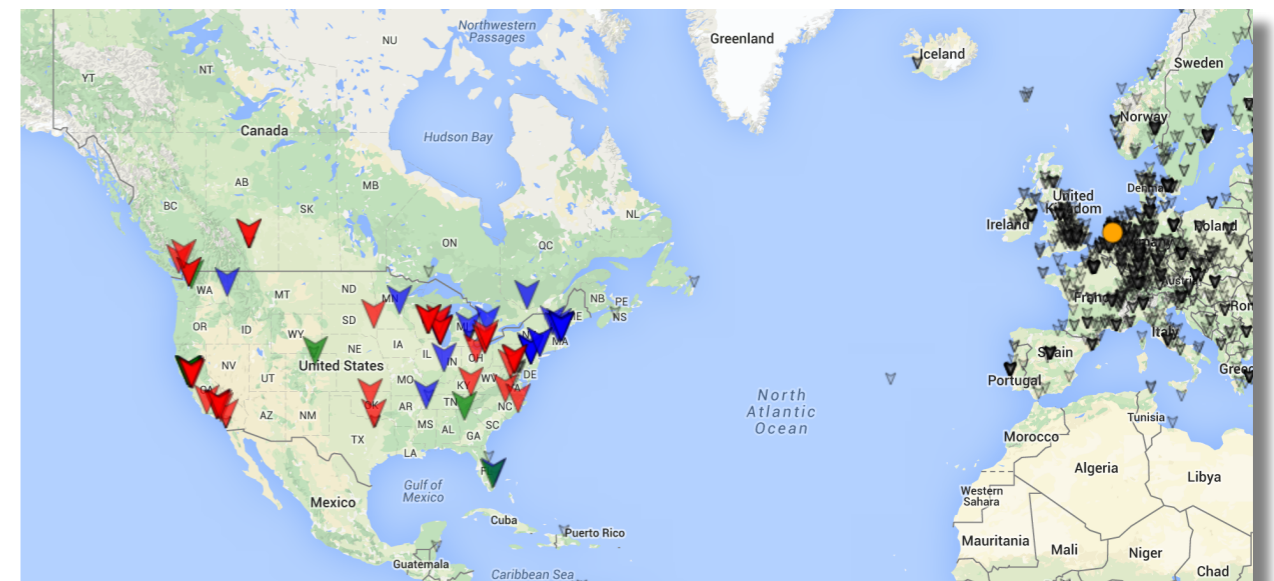 Northwestern
Passages
NU
Greenland
Iceland
Sweden
YT
NT
Norway
Canada
Hudson Bay
AB
MB
BC
SK
United
Kingdom
Ireland
Poland
NL
ON
QC
WA
MT
ND
MN
NB
PE
NS
ME
OR
ID
SD
WY
MI
MA
IA
NE
IL
IN
OH
NV
UT
United States
DE
Spain
Portugal
Italy
MO
KY
WV
VA
CA
AZ
NM
OK
AR
TN
NC
MS
AL
GA
SC
TX
LA
North
Atlantic
Ocean
Tunisia
Morocco
Algeria
Libya
Gulf of
Mexico
Mexico
Western
Sahara
Cuba
Puerto Rico
Mauritania
Mali
Niger
Chad
Guatemala
Caribbean Sea